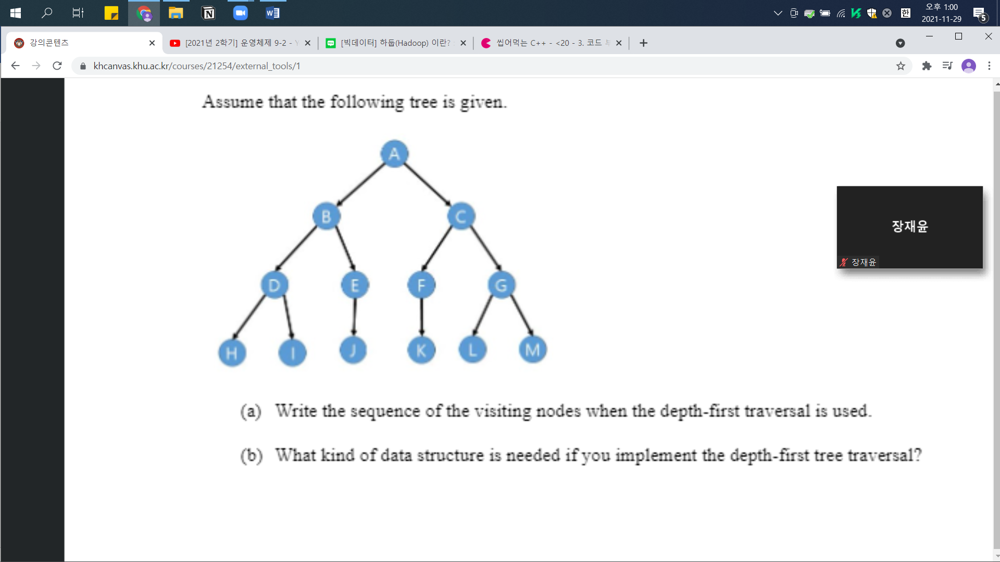 오후 1:00
2021-11-29
한
5
강의콘텐츠
[2021년 2학기] 운영체제 9-2 -
[빅데이터] 하둡(Hadoop) 이란?
씹어먹는 C++ - <20 - 3. 코드
khcanvas.khu.ac.kr/courses/21254/external_tools/1
Assume that the following tree is given.
A
B C
D E F G
H I J K L M
장재윤
장재윤
(a) Write the sequence of the visiting nodes when the depth-first traversal is used.
(b) What kind of data structure is needed if you implement the depth-first tree traversal?